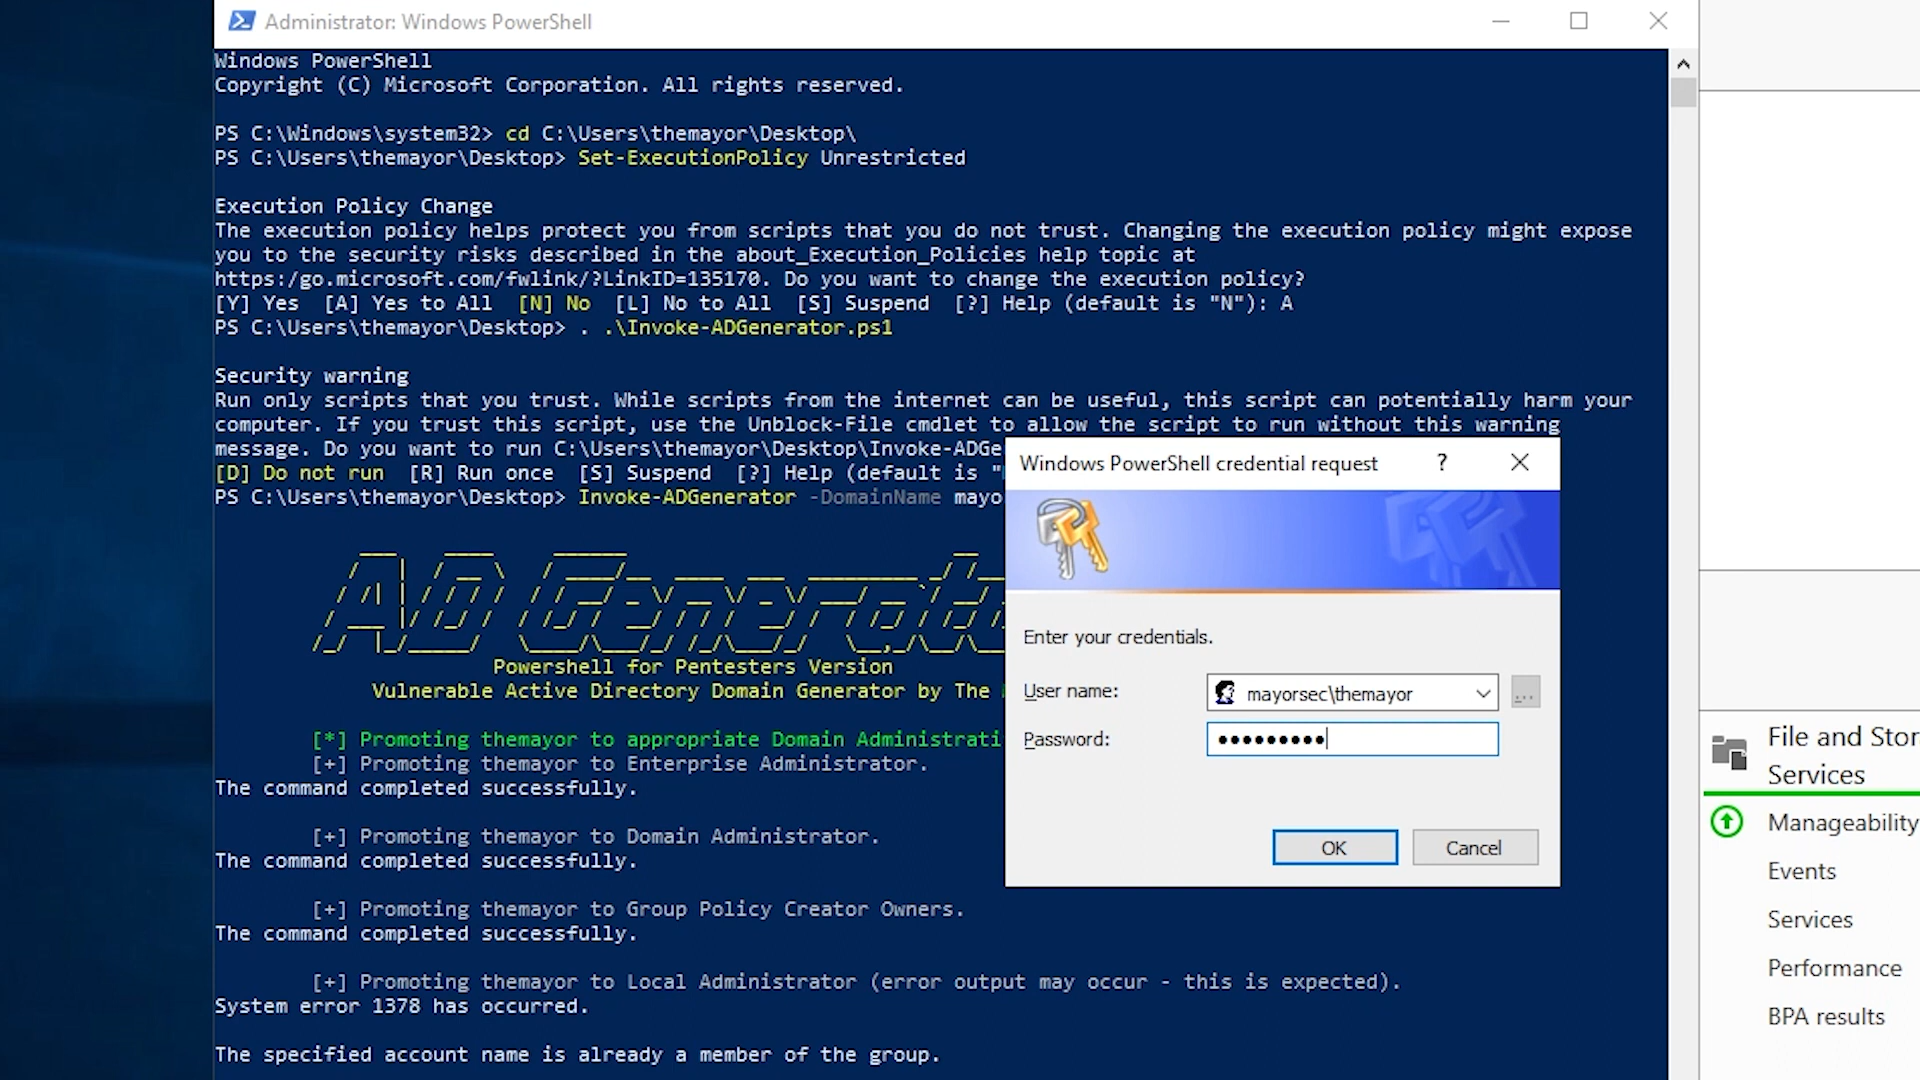 Administrator: Windows PowerShell
Windows PowerShell
Copyright (C) Microsoft Corporation. All rights reserved.
PS C:\Windows\system32> cd C:\Users\themayor\Desktop\
PS C:\Users\themayor\Desktop> Set-ExecutionPolicy Unrestricted
Execution Policy Change
The execution policy helps protect you from scripts that you do not trust. Changing the execution policy might expose
you to the security risks described in the about_Execution_Policies help topic at
https:/go.microsoft.com/fwlink/?LinkID=135170. Do you want to change the execution policy?
[Y] Yes  [A] Yes to All  [N] No  [L] No to All  [S] Suspend  [?] Help (default is "N"): A
PS C:\Users\themayor\Desktop> . .\Invoke-ADGenerator.ps1
Security warning
Run only scripts that you trust. While scripts from the internet can be useful, this script can potentially harm your
computer. If you trust this script, use the Unblock-File cmdlet to allow the script to run without this warning
message. Do you want to run C:\Users\themayor\Desktop\Invoke-ADGe
[D] Do not run  [R] Run once  [S] Suspend  [?] Help (default is "
PS C:\Users\themayor\Desktop> Invoke-ADGenerator -DomainName mayo
AD Generato
Powershell for Pentesters Version
Vulnerable Active Directory Domain Generator by The
[*] Promoting themayor to appropriate Domain Administrati
[+] Promoting themayor to Enterprise Administrator.
The command completed successfully.
[+] Promoting themayor to Domain Administrator.
The command completed successfully.
[+] Promoting themayor to Group Policy Creator Owners.
The command completed successfully.
[+] Promoting themayor to Local Administrator (error output may occur - this is expected).
System error 1378 has occurred.
The specified account name is already a member of the group.
Windows PowerShell credential request
Enter your credentials.
User name:
mayorsec\themayor
...
Password:
OK
Cancel
File and Stor
Services
Manageability
Events
Services
Performance
BPA results